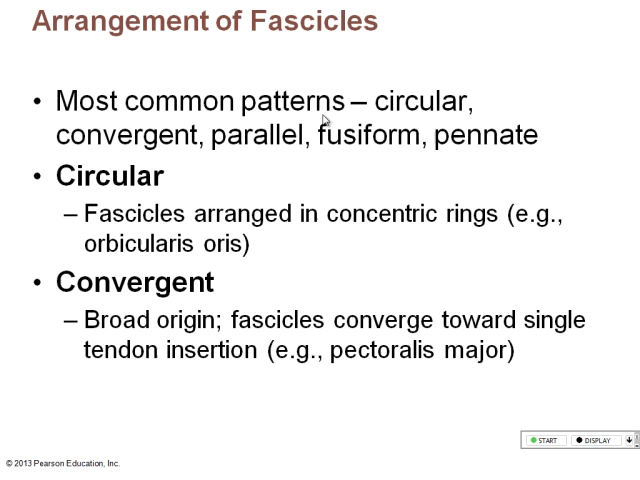 Arrangement of Fascicles
• Most common patterns – circular,
convergent, parallel, fusiform, pennate
• Circular
– Fascicles arranged in concentric rings (e.g.,
orbicularis oris)
• Convergent
– Broad origin; fascicles converge toward single
tendon insertion (e.g., pectoralis major)
START DISPLAY
© 2013 Pearson Education, Inc.